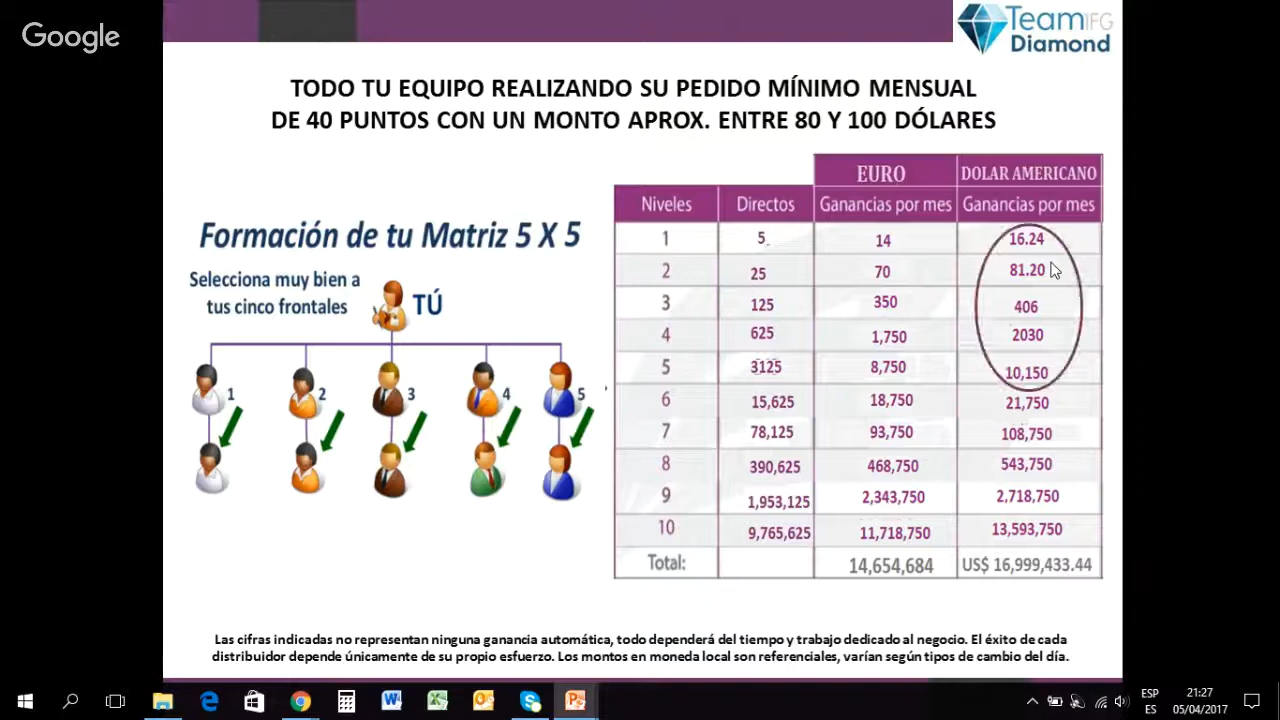 Google
TeamIFG
Diamond
TODO TU EQUIPO REALIZANDO SU PEDIDO MÍNIMO MENSUAL
DE 40 PUNTOS CON UN MONTO APROX. ENTRE 80 Y 100 DÓLARES
Formación de tu Matriz 5 X 5
Selecciona muy bien a
tus cinco frontales
TÚ
1 2 3 4 5
EURO DOLAR AMERICANO
Niveles Directos Ganancias por mes Ganancias por mes
1 5 14 16.24
2 25 70 81.20
3 125 350 406
4 625 1,750 2030
5 3125 8,750 10,150
6 15,625 18,750 21,750
7 78,125 93,750 108,750
8 390,625 468,750 543,750
9 1,953,125 2,343,750 2,718,750
10 9,765,625 11,718,750 13,593,750
Total: 14,654,684 US$ 16,999,433.44
Las cifras indicadas no representan ninguna ganancia automática, todo dependerá del tiempo y trabajo dedicado al negocio. El éxito de cada
distribuidor depende únicamente de su propio esfuerzo. Los montos en moneda local son referenciales, varían según tipos de cambio del día.
ESP
ES
21:27
05/04/2017